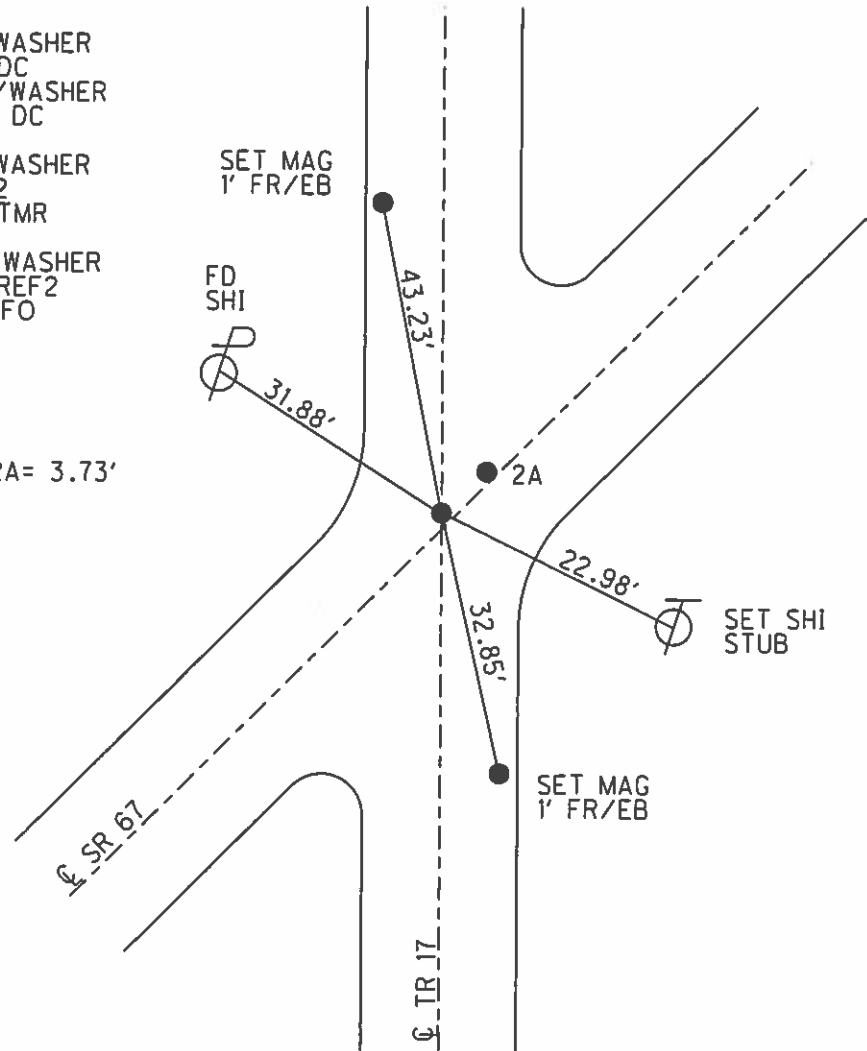 WASHER
DC
/WASHER
DC
WASHER
TMR
WASHER
REF2
FO
A= 3.73'
SET MAG
1' FR/EB
FD
SHI
43.23'
31.88'
2A
22.98'
32.85'
SET SHI
STUB
SET MAG
1' FR/EB
℄ SR 67
℄ TR 17